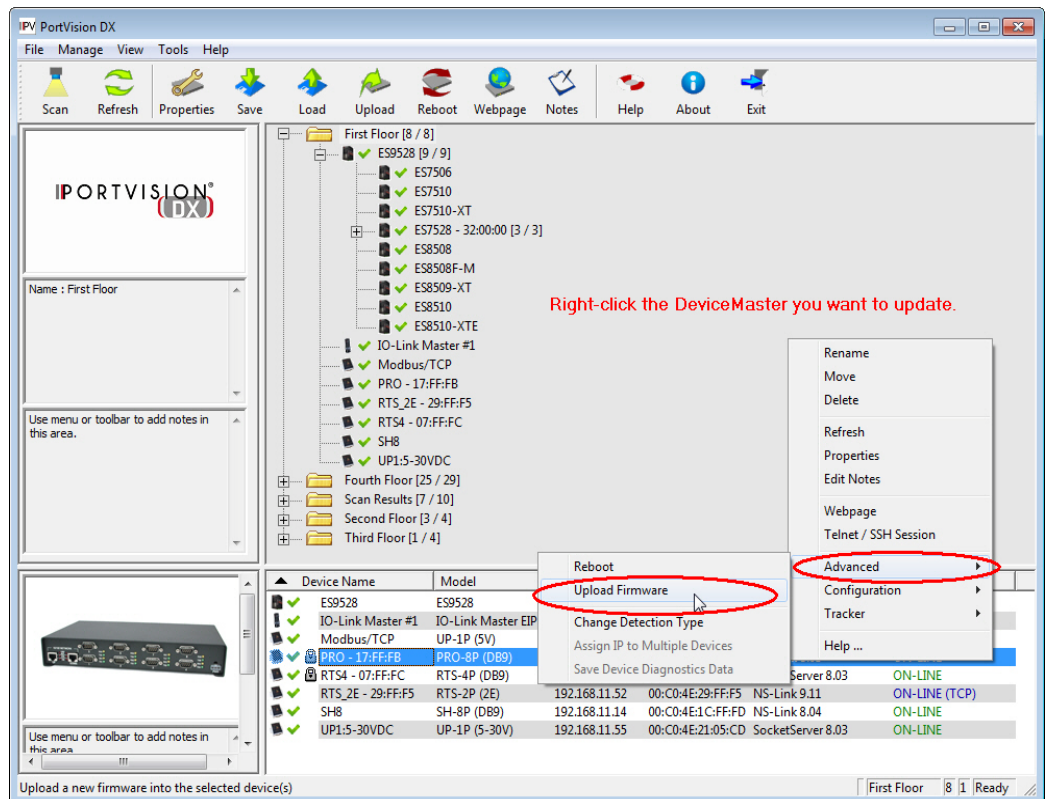 PortVision DX
File Manage View Tools Help
Scan Refresh Properties Save Load Upload Reboot Webpage Notes Help About Exit
PORTVISION®
(DX)
Name : First Floor
Use menu or toolbar to add notes in
this area.
First Floor [8 / 8]
ES9528 [9 / 9]
ES7506
ES7510
ES7510-XT
ES7528 - 32:00:00 [3 / 3]
ES8508
ES8508F-M
ES8509-XT
ES8510
ES8510-XTE
IO-Link Master #1
Modbus/TCP
PRO - 17:FF:FB
RTS_2E - 29:FF:F5
RTS4 - 07:FF:FC
SH8
UP1:5-30VDC
Fourth Floor [25 / 29]
Scan Results [7 / 10]
Second Floor [3 / 4]
Third Floor [1 / 4]
Right-click the DeviceMaster you want to update.
Rename
Move
Delete
Refresh
Properties
Edit Notes
Webpage
Telnet / SSH Session
Advanced
Configuration
Tracker
Help ...
Reboot
Upload Firmware
Change Detection Type
Assign IP to Multiple Devices
Save Device Diagnostics Data
Device Name Model
ES9528 ES9528
IO-Link Master #1 IO-Link Master EIP
Modbus/TCP UP-1P (5V)
PRO - 17:FF:FB PRO-8P (DB9)
RTS4 - 07:FF:FC RTS-4P (DB9) Server 8.03 ON-LINE
RTS_2E - 29:FF:F5 RTS-2P (2E) 192.168.11.52 00:C0:4E:29:FF:F5 NS-Link 9.11 ON-LINE (TCP)
SH8 SH-8P (DB9) 192.168.11.14 00:C0:4E:1C:FF:FD NS-Link 8.04 ON-LINE
UP1:5-30VDC UP-1P (5-30V) 192.168.11.55 00:C0:4E:21:05:CD SocketServer 8.03 ON-LINE
Use menu or toolbar to add notes in
this area
Upload a new firmware into the selected device(s)
First Floor 8 1 Ready